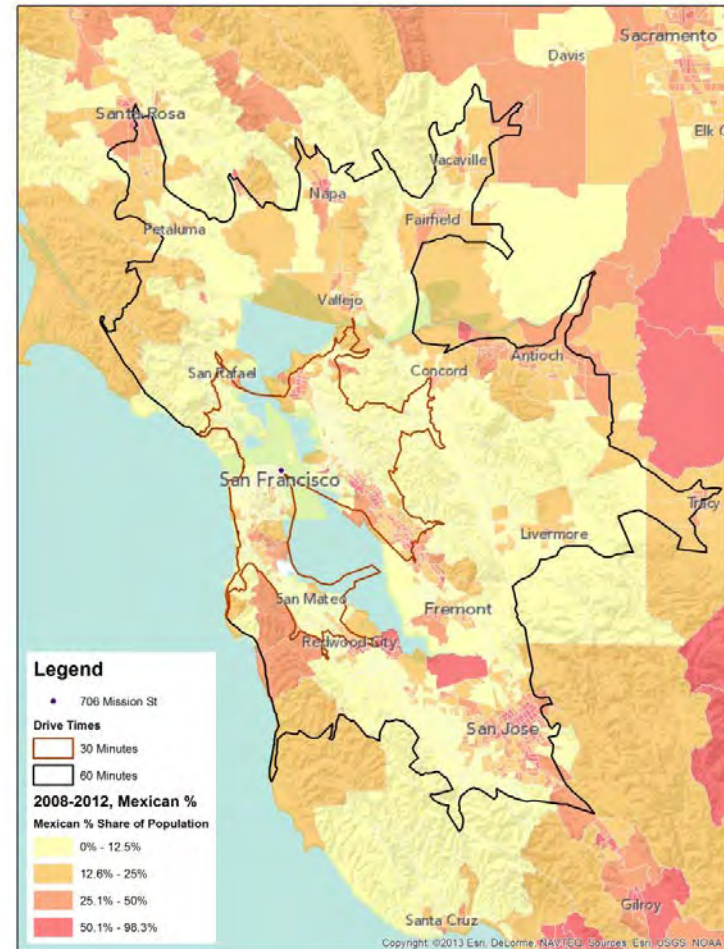 Sacramento
Davis
Santa Rosa
Elk G
Vacaville
Napa
Petaluma
Fairfield
Vallejo
San Rafael
Concord
Antioch
San Francisco
Tracy
Livermore
San Mateo
Fremont
Redwood City
Legend
706 Mission St
Drive Times
30 Minutes
60 Minutes
San Jose
2008-2012, Mexican %
Mexican % Share of Population
0% - 12.5%
12.6% - 25%
25.1% - 50%
50.1% - 98.3%
Gilroy
Santa Cruz
Copyright: ©2013 Esri, DeLorme, NAVTEQ, Sources: Esri, USGS, NOAA